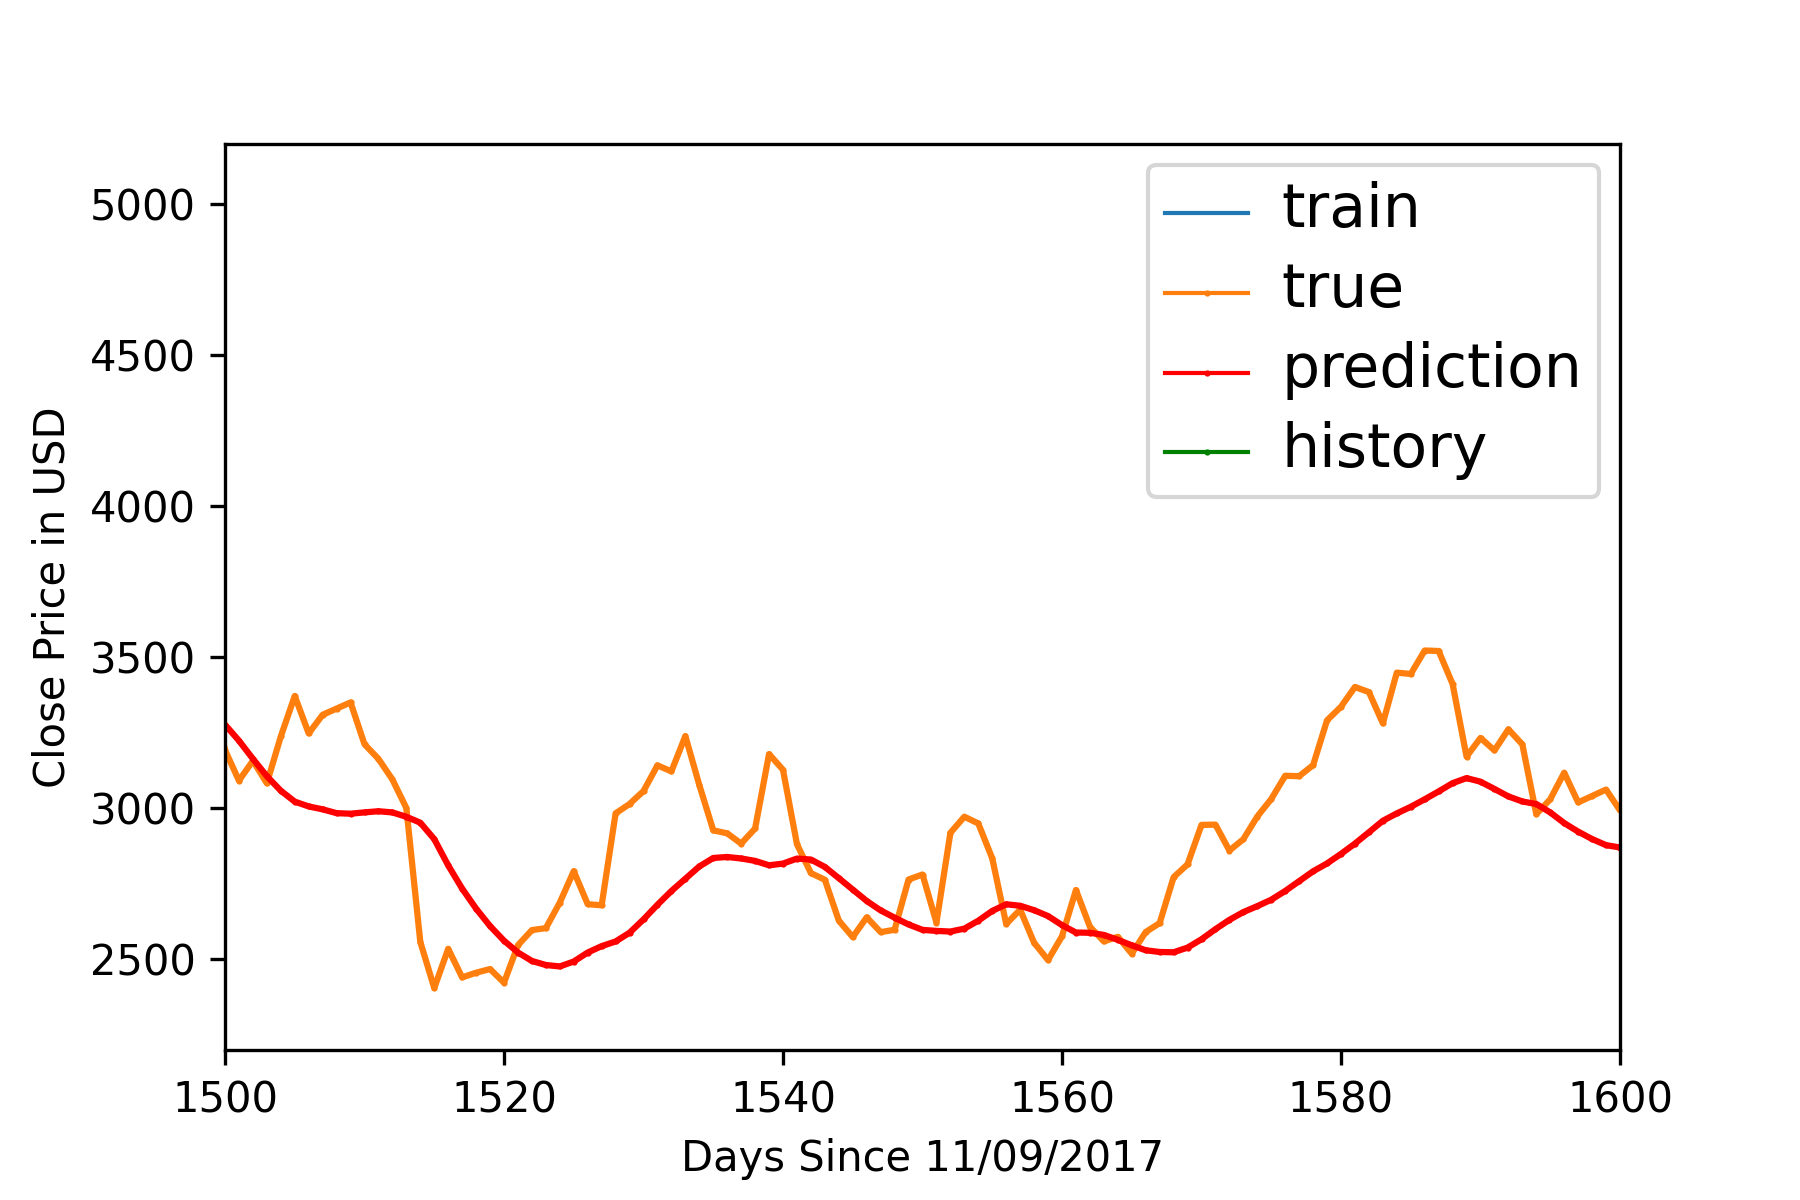 train
true
prediction
history
5000
4500
4000
3500
3000
2500
Close Price in USD
1500 1520 1540 1560 1580 1600
Days Since 11/09/2017